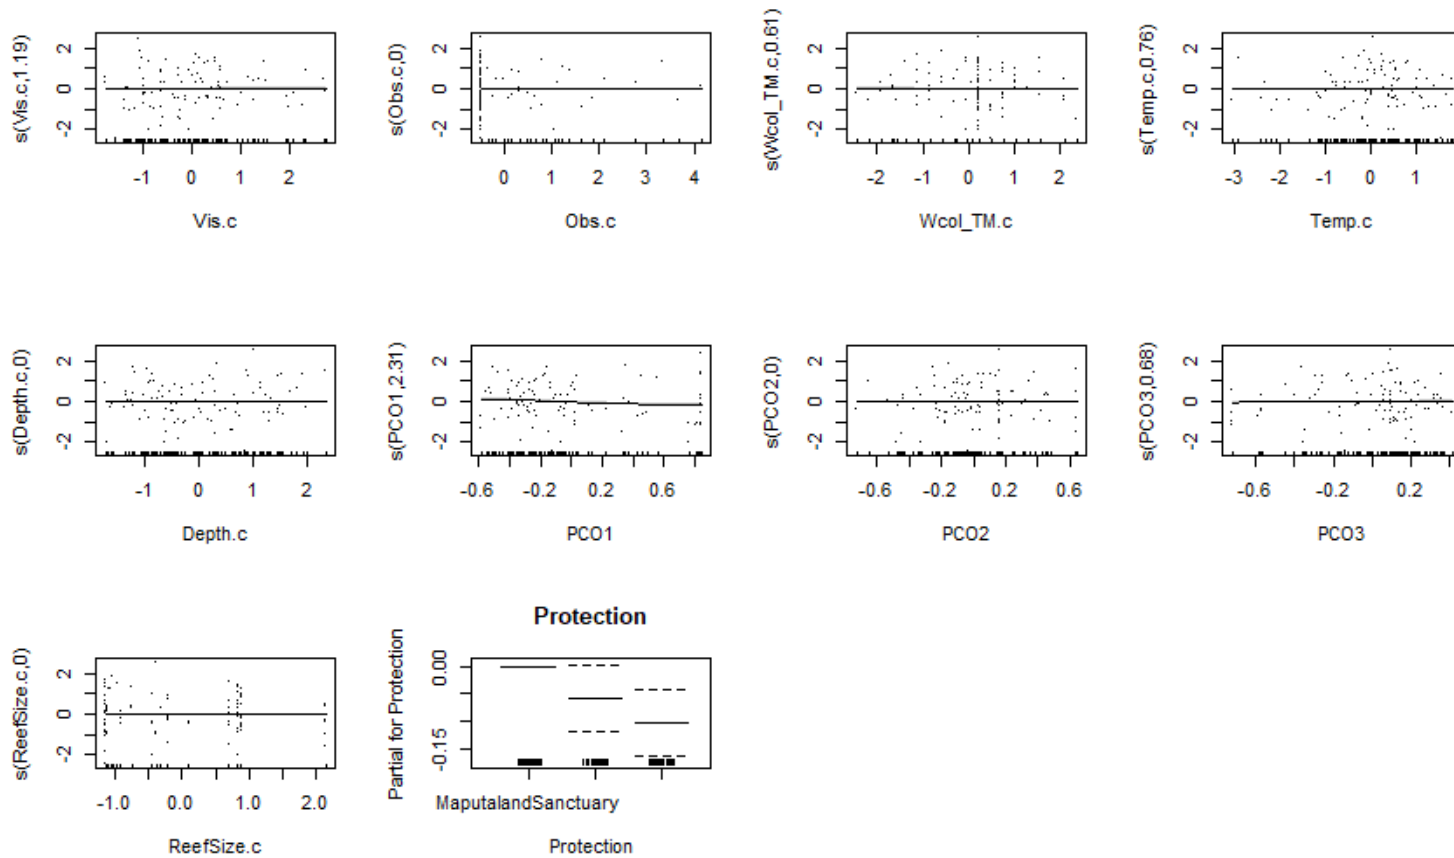 s(Vis.c,1.19)
2
0
-2
-1 0 1 2
Vis.c
s(Obs.c,0)
2
0
-2
0 1 2 3 4
Obs.c
s(Wcol_TM.c,0.61)
2
0
-2
-2 -1 0 1 2
Wcol_TM.c
s(Temp.c,0.76)
2
0
-2
-3 -2 -1 0 1
Temp.c
s(Depth.c,0)
2
0
-2
-1 0 1 2
Depth.c
s(PCO1,2.31)
2
0
-2
-0.6 -0.2 0.2 0.6
PCO1
s(PCO2,0)
2
0
-2
-0.6 -0.2 0.2 0.6
PCO2
s(PCO3,0.68)
2
0
-2
-0.6 -0.2 0.2
PCO3
s(ReefSize.c,0)
2
0
-2
-1.0 0.0 1.0 2.0
ReefSize.c
Protection
Partial for Protection
0.00
-0.15
MaputalandSanctuary
Protection